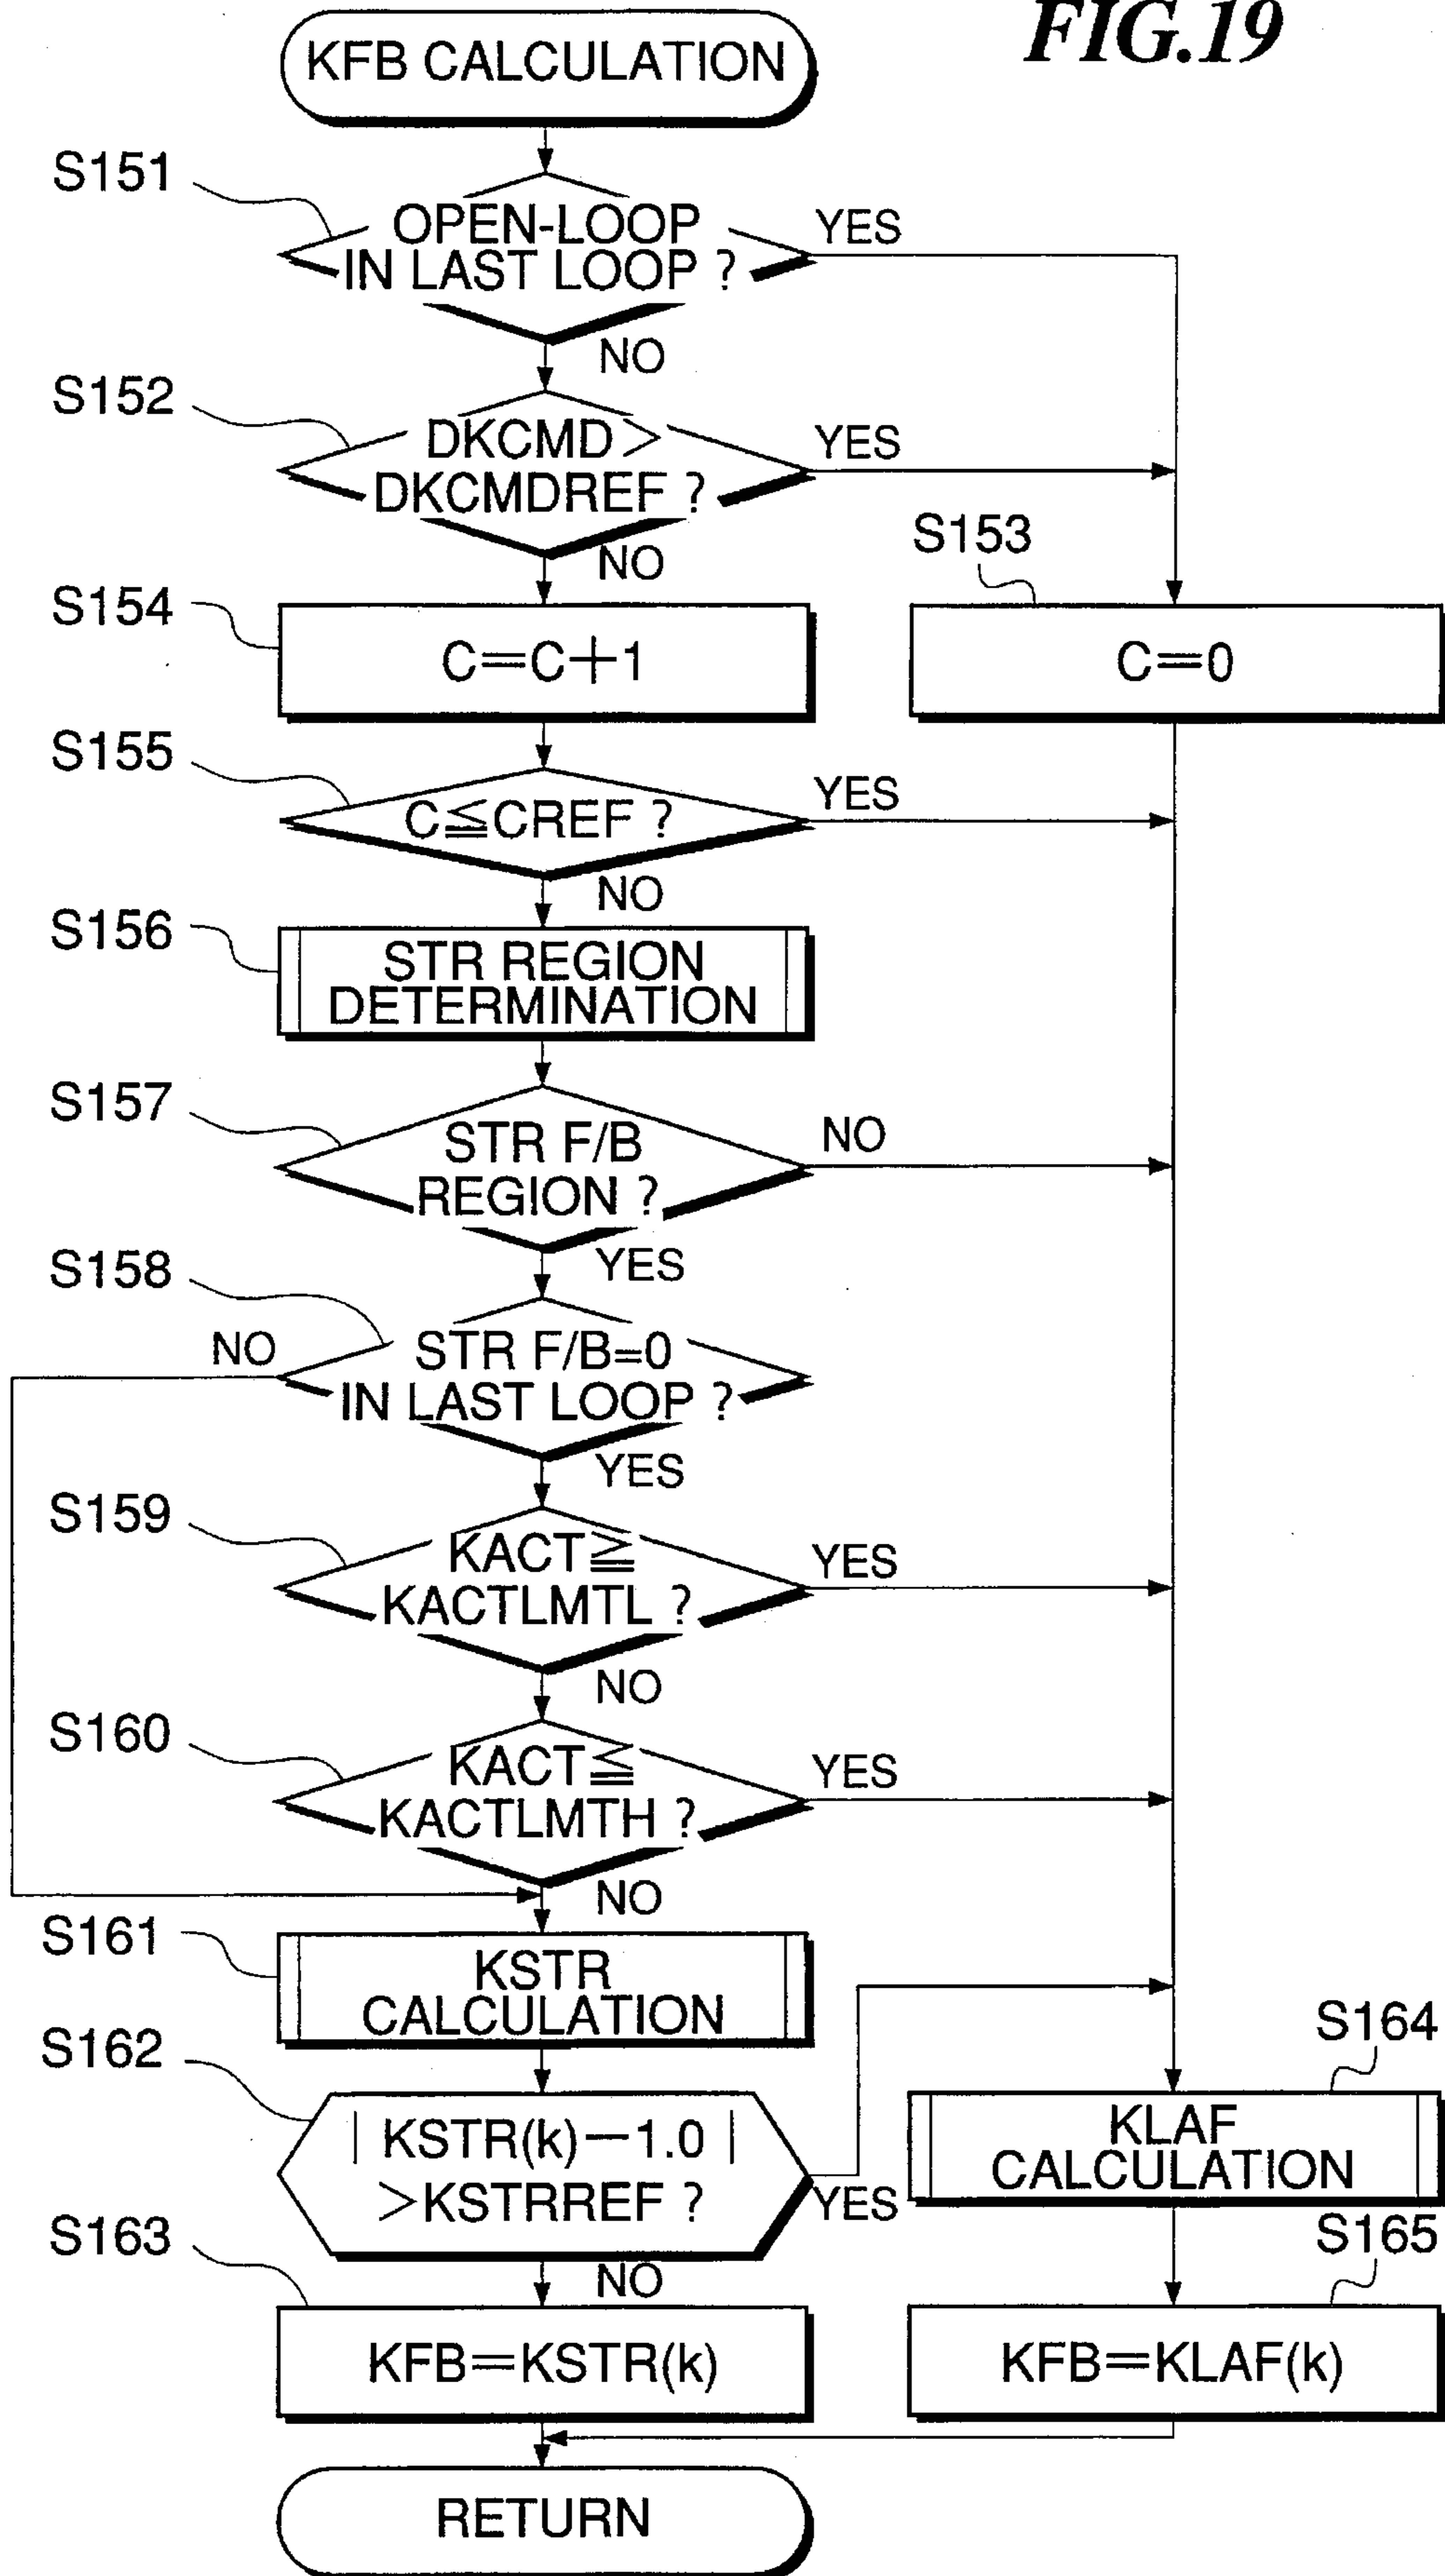 FIG.19
KFB CALCULATION
S151
OPEN-LOOP
IN LAST LOOP ?
YES
NO
S152
DKCMD>
DKCMDREF ?
YES
NO
S153
S154
C=C+1
C=0
S155
C≦CREF ?
YES
NO
S156
STR REGION
DETERMINATION
S157
STR F/B
REGION ?
NO
YES
S158
NO
STR F/B=0
IN LAST LOOP ?
YES
S159
KACT≧
KACTLMTL ?
YES
NO
S160
KACT≦
KACTLMTH ?
YES
NO
S161
KSTR
CALCULATION
S162
| KSTR(k)−1.0 |
>KSTRREF ?
YES
NO
S164
KLAF
CALCULATION
S163
KFB=KSTR(k)
S165
KFB=KLAF(k)
RETURN